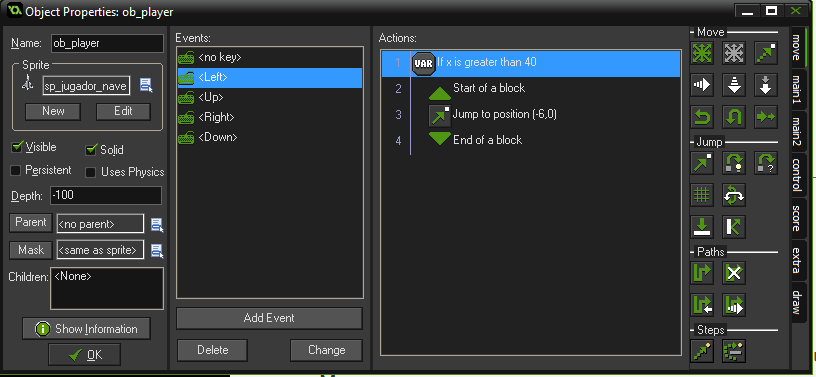 Object Properties: ob_player
Name: ob_player
Sprite
sp_jugador_nave
New Edit
Visible Solid
Persistent Uses Physics
Depth: -100
Parent <no parent>
Mask <same as sprite>
Children: <None>
Show Information
OK
Events:
<no key>
<Left>
<Up>
<Right>
<Down>
Add Event
Delete Change
Actions:
1 VAR If x is greater than 40
2 Start of a block
3 Jump to position (-6,0)
4 End of a block
Move
Jump
Paths
Steps
move
main1
main2
control
score
extra
draw